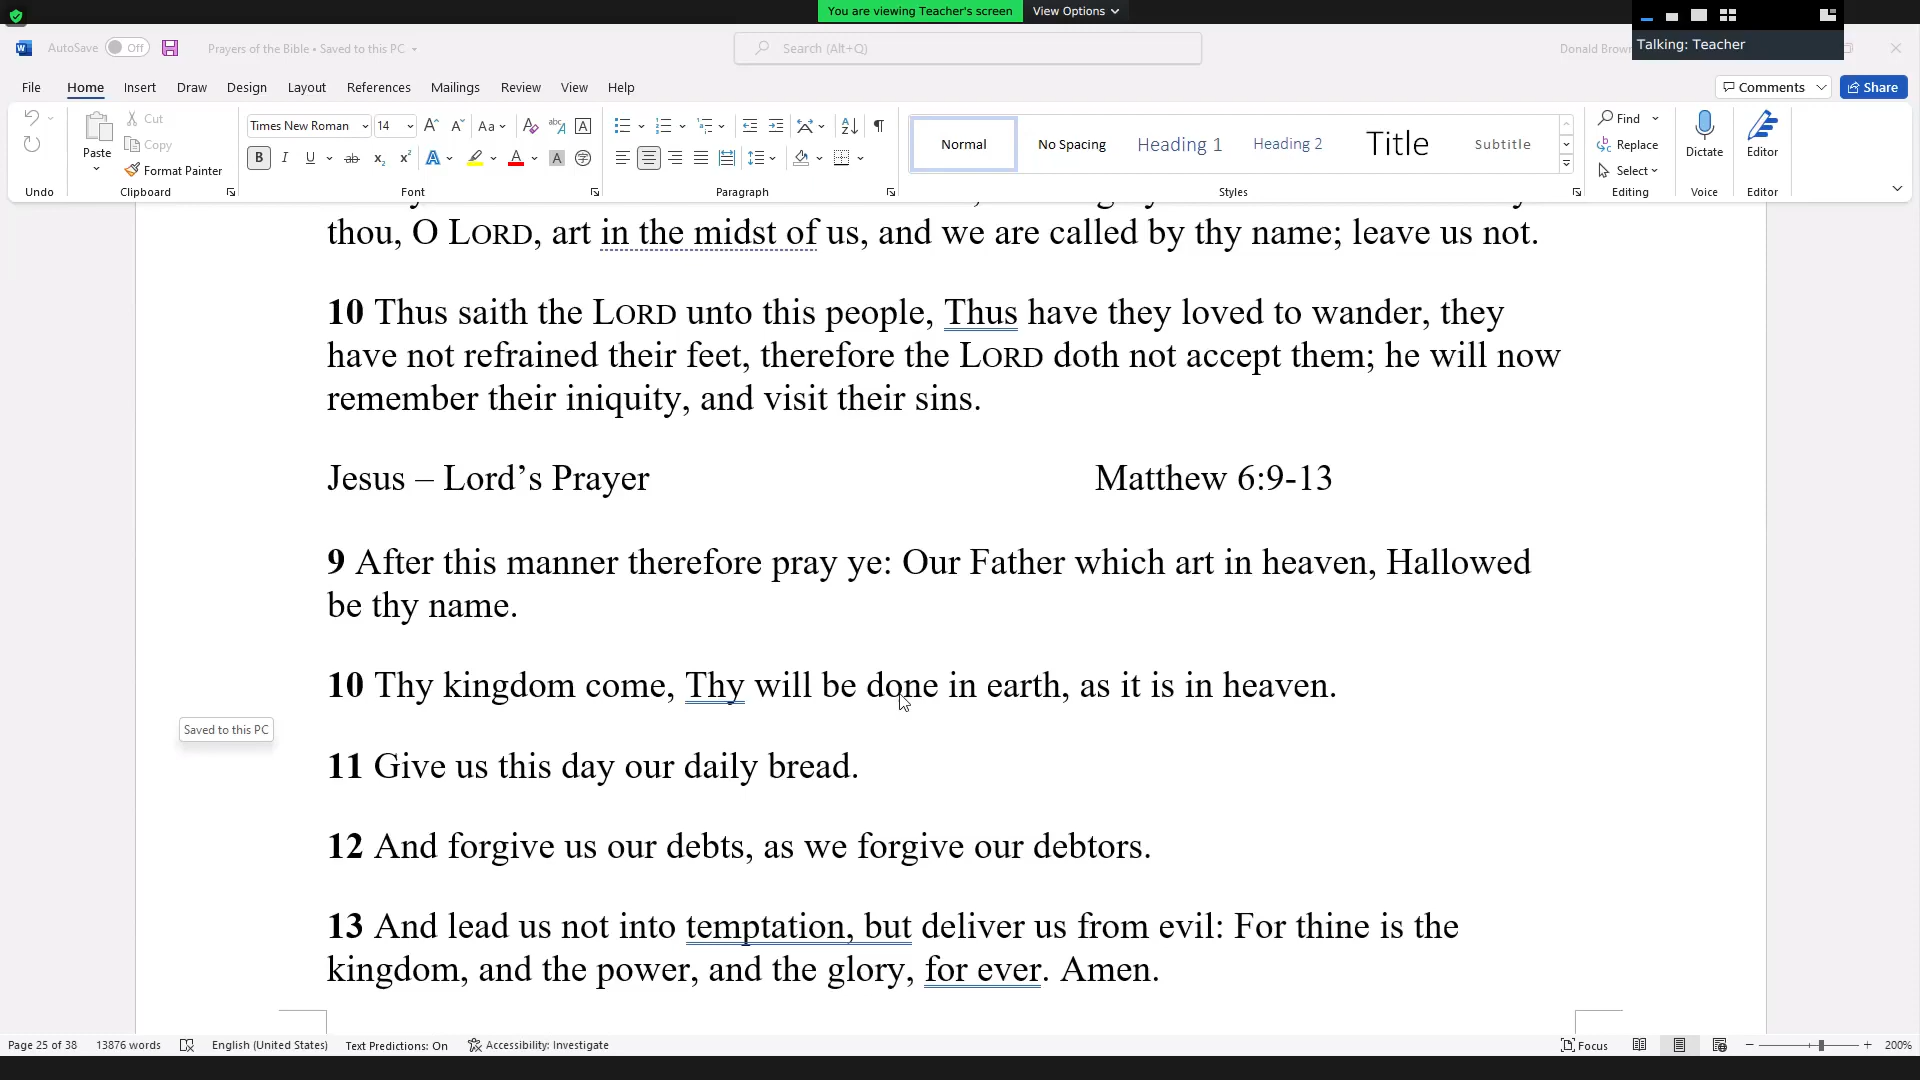 You are viewing Teacher's screen View Options
Talking: Teacher
AutoSave Off Prayers of the Bible • Saved to this PC Search (Alt+Q) Donald Brown
File Home Insert Draw Design Layout References Mailings Review View Help Comments Share
Paste
Cut
Copy
Format Painter
Times New Roman 14
Normal No Spacing Heading 1 Heading 2 Title Subtitle
Find
Replace
Select
Dictate
Editor
Undo Clipboard Font Paragraph Styles Editing Voice Editor
thou, O LORD, art in the midst of us, and we are called by thy name; leave us not.
10 Thus saith the LORD unto this people, Thus have they loved to wander, they
have not refrained their feet, therefore the LORD doth not accept them; he will now
remember their iniquity, and visit their sins.
Jesus – Lord’s Prayer Matthew 6:9-13
9 After this manner therefore pray ye: Our Father which art in heaven, Hallowed
be thy name.
10 Thy kingdom come, Thy will be done in earth, as it is in heaven.
Saved to this PC
11 Give us this day our daily bread.
12 And forgive us our debts, as we forgive our debtors.
13 And lead us not into temptation, but deliver us from evil: For thine is the
kingdom, and the power, and the glory, for ever. Amen.
Page 25 of 38 13876 words English (United States) Text Predictions: On Accessibility: Investigate Focus 200%